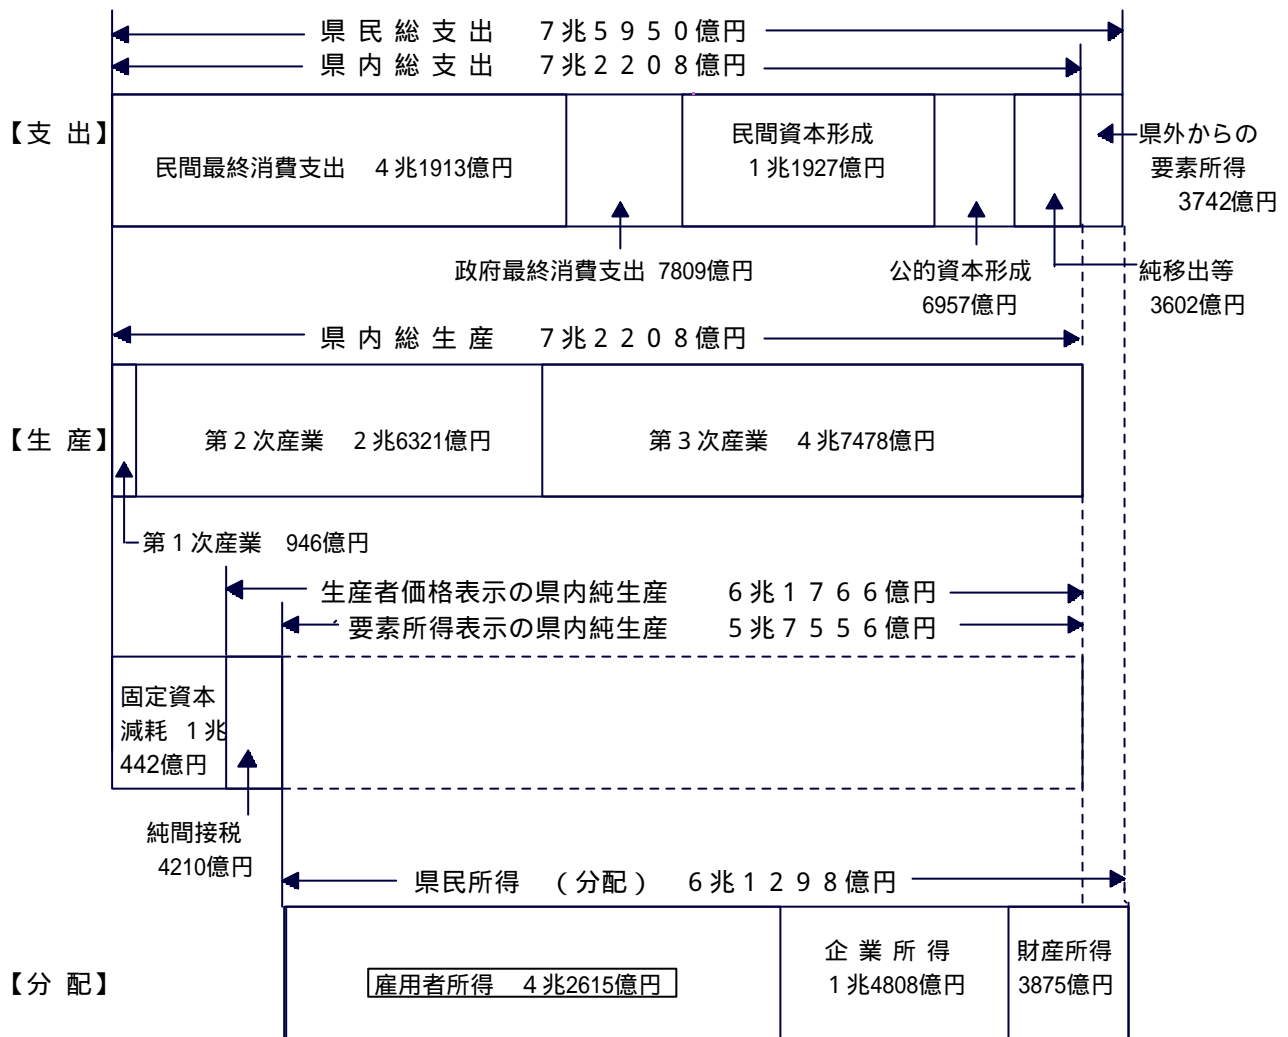 県民総支出 ７兆５９５０億円
県内総支出 ７兆２２０８億円
【支 出】
民間最終消費支出 ４兆1913億円
民間資本形成
１兆1927億円
県外からの
要素所得
3742億円
政府最終消費支出 7809億円
公的資本形成
6957億円
純移出等
3602億円
県内総生産 ７兆２２０８億円
【生 産】
第２次産業 ２兆6321億円
第３次産業 ４兆7478億円
第１次産業 946億円
生産者価格表示の県内純生産 ６兆１７６６億円
要素所得表示の県内純生産 ５兆７５５６億円
固定資本
減耗 １兆
442億円
純間接税
4210億円
県民所得 （分配） ６兆１２９８億円
【分 配】
雇用者所得 ４兆2615億円
企業所得
１兆4808億円
財産所得
3875億円